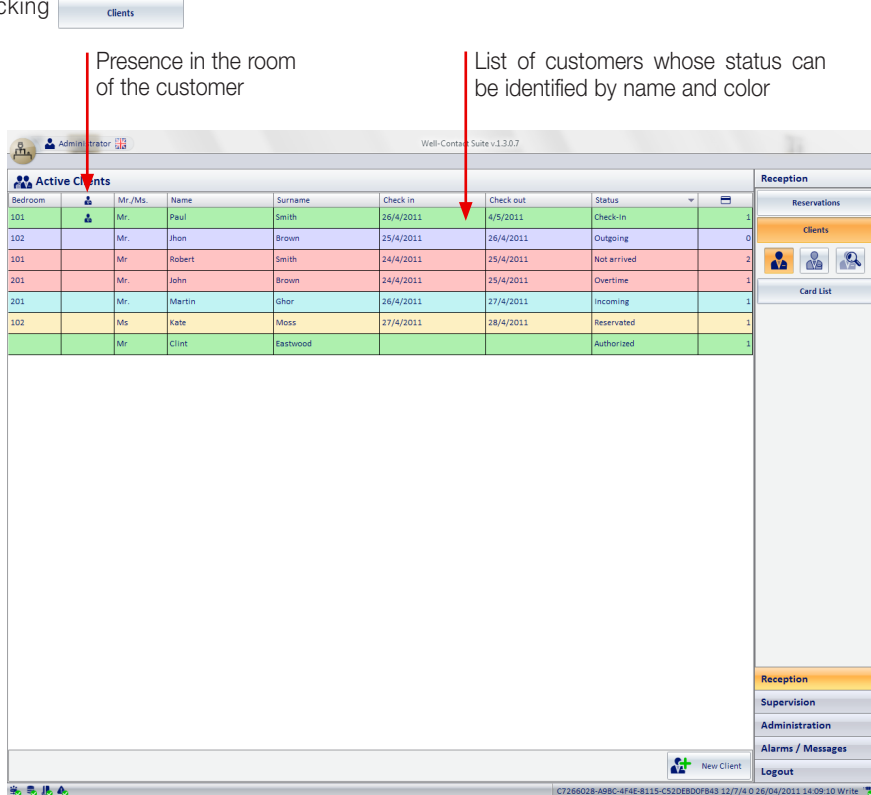 cking Clients
Presence in the room
of the customer
List of customers whose status can
be identified by name and color
Administrator Well-Contact Suite v.1.3.0.7
Active Clients
Reception
Bedroom Mr./Ms. Name Surname Check in Check out Status
Reservations
101 Mr. Paul Smith 26/4/2011 4/5/2011 Check-In 1
Clients
102 Mr. Jhon Brown 25/4/2011 26/4/2011 Outgoing 0
101 Mr Robert Smith 24/4/2011 25/4/2011 Not arrived 2
201 Mr. John Brown 24/4/2011 25/4/2011 Overtime 1
Card List
201 Mr. Martin Ghor 26/4/2011 27/4/2011 Incoming 1
102 Ms Kate Moss 27/4/2011 28/4/2011 Reservated 1
Mr Clint Eastwood Authorized 1
Reception
Supervision
Administration
Alarms / Messages
New Client
Logout
C7266028-A9BC-4F4E-8115-C52DEBD0FB43 12/7/4 0 26/04/2011 14:09:10 Write